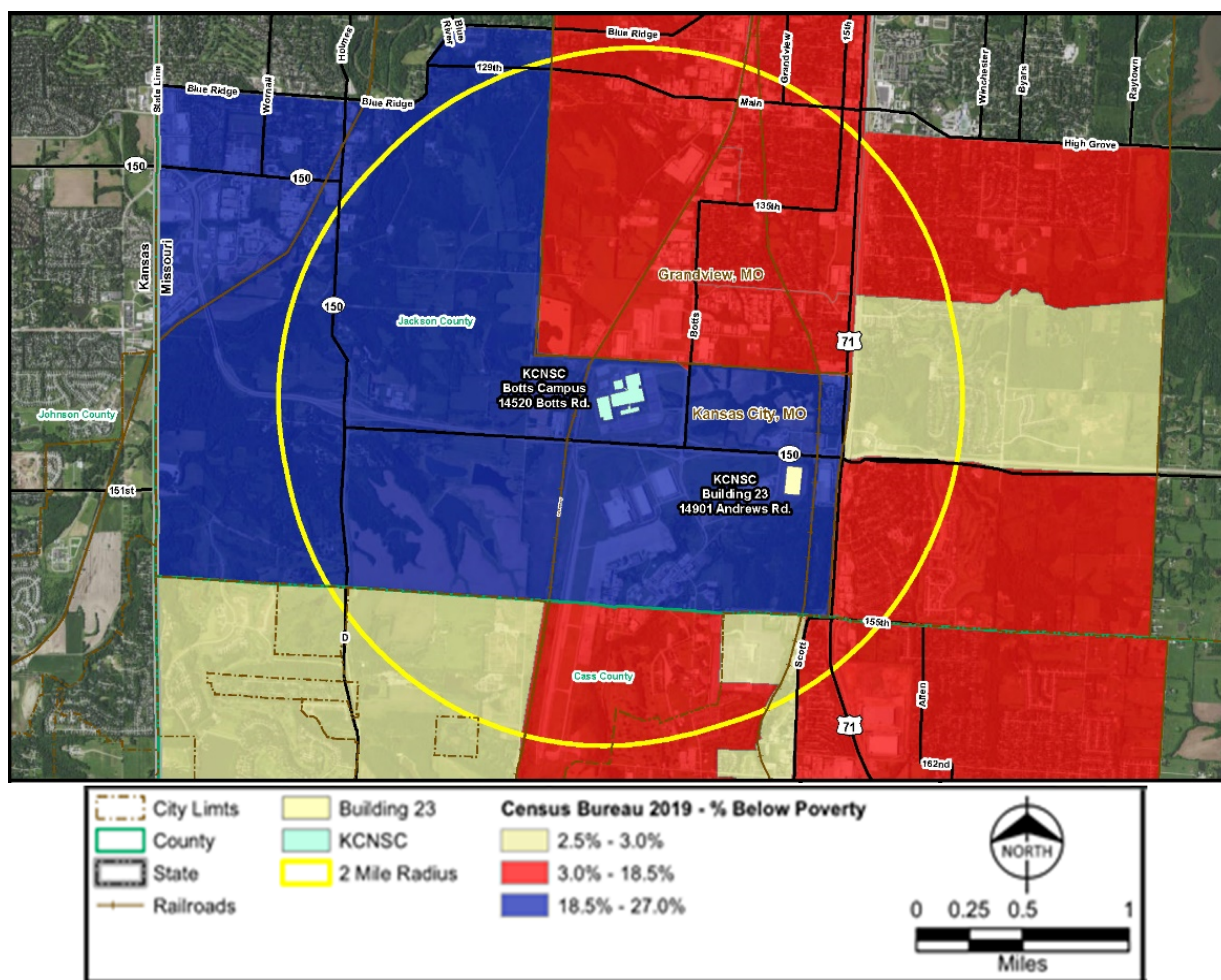 Blue River
Blue Ridge
15th
Grandview
Holmes
129th
State Line
Blue Ridge
Wornall
Blue Ridge
Main
Winchester
Byars
Raytown
High Grove
150
150
135th
Kansas
Missouri
Grandview, MO
150
Jackson County
Botts
71
KCNSC
Botts Campus
14520 Botts Rd.
Johnson County
Kansas City, MO
150
KCNSC
Building 23
14901 Andrews Rd.
151st
155th
D
Scott
Cass County
Allen
71
162nd
City Limts
County
State
Railroads
Building 23
KCNSC
2 Mile Radius
Census Bureau 2019 - % Below Poverty
2.5% - 3.0%
3.0% - 18.5%
18.5% - 27.0%
NORTH
0 0.25 0.5 1
Miles